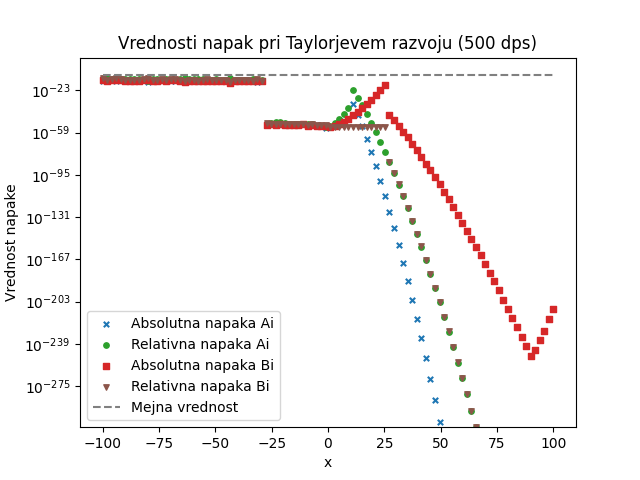 Vrednosti napak pri Taylorjevem razvoju (500 dps)
Vrednost napake
10⁻²³
10⁻⁵⁹
10⁻⁹⁵
10⁻¹³¹
10⁻¹⁶⁷
10⁻²⁰³
10⁻²³⁹
10⁻²⁷⁵
Absolutna napaka Ai
Relativna napaka Ai
Absolutna napaka Bi
Relativna napaka Bi
Mejna vrednost
−100 −75 −50 −25 0 25 50 75 100
x